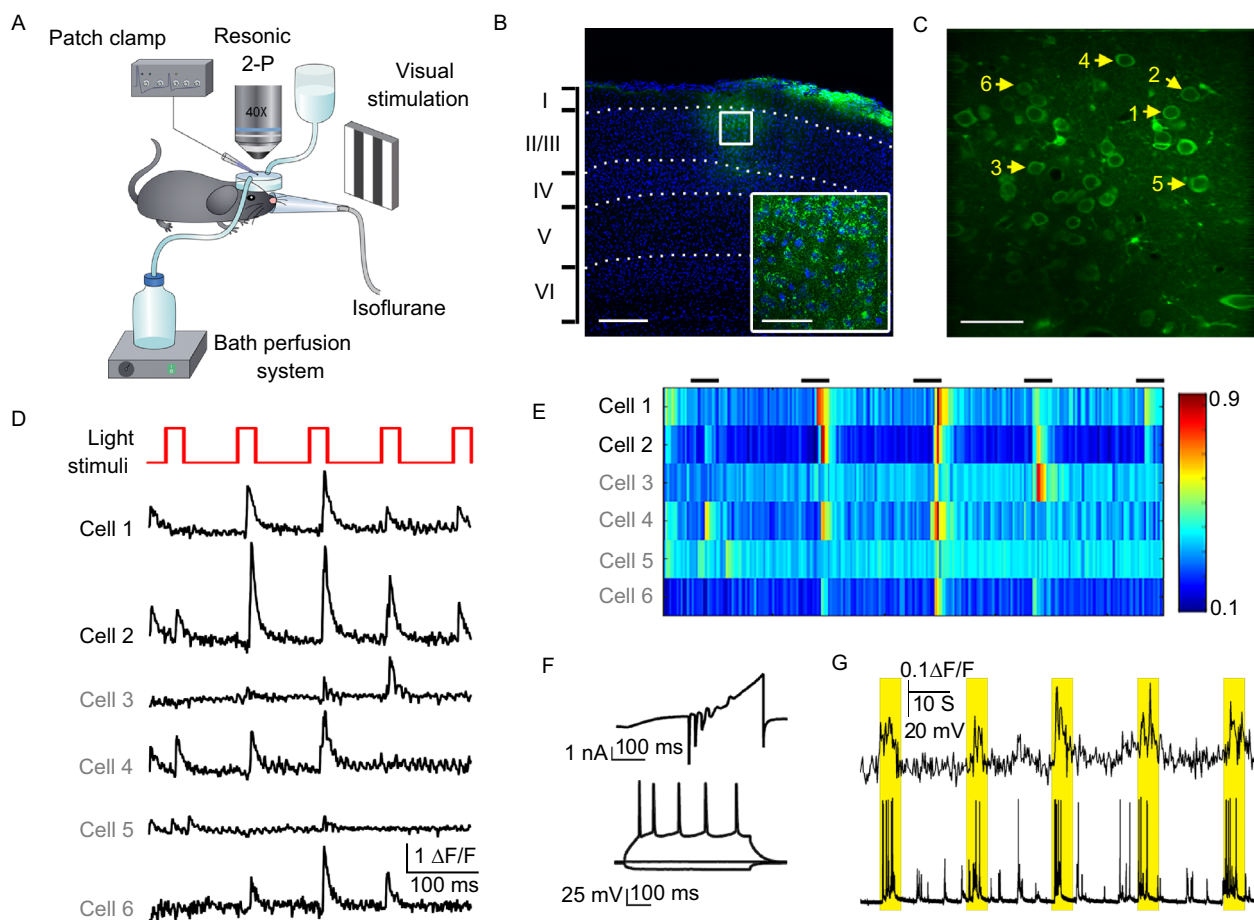 A
Patch clamp
Resonic
2-P
40X
Visual
stimulation
Isoflurane
Bath perfusion
system
B
I
II/III
IV
V
VI
C
4
2
6
1
3
5
D
Light
stimuli
Cell 1
Cell 2
Cell 3
Cell 4
Cell 5
Cell 6
1 ΔF/F
100 ms
E
Cell 1
Cell 2
Cell 3
Cell 4
Cell 5
Cell 6
0.9
0.1
F
1 nA
100 ms
25 mV
100 ms
G
0.1ΔF/F
10 S
20 mV